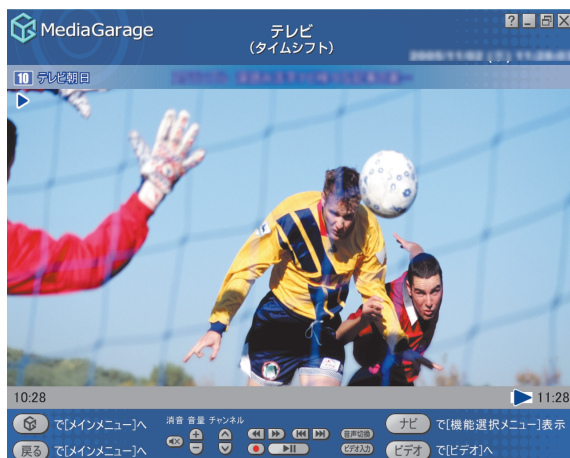 MediaGarage
テレビ
(タイムシフト)
10 テレビ朝日
10:28
11:28
で[メインメニュー]へ
消音 音量 チャンネル
音声切換
ナビ で[機能選択メニュー]表示
戻る で[メインメニュー]へ
ビデオ入力
ビデオ で[ビデオ]へ